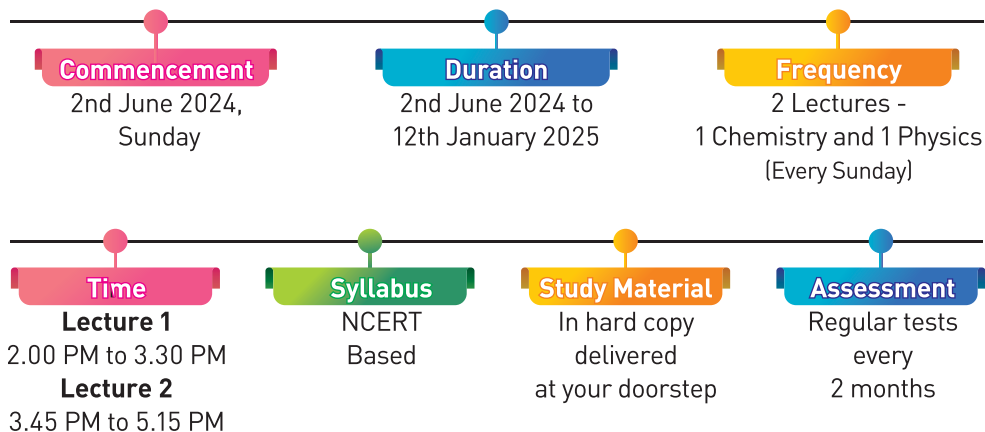 Commencement
2nd June 2024,
Sunday
Duration
2nd June 2024 to
12th January 2025
Frequency
2 Lectures -
1 Chemistry and 1 Physics
(Every Sunday)
Time
Lecture 1
2.00 PM to 3.30 PM
Lecture 2
3.45 PM to 5.15 PM
Syllabus
NCERT
Based
Study Material
In hard copy
delivered
at your doorstep
Assessment
Regular tests
every
2 months